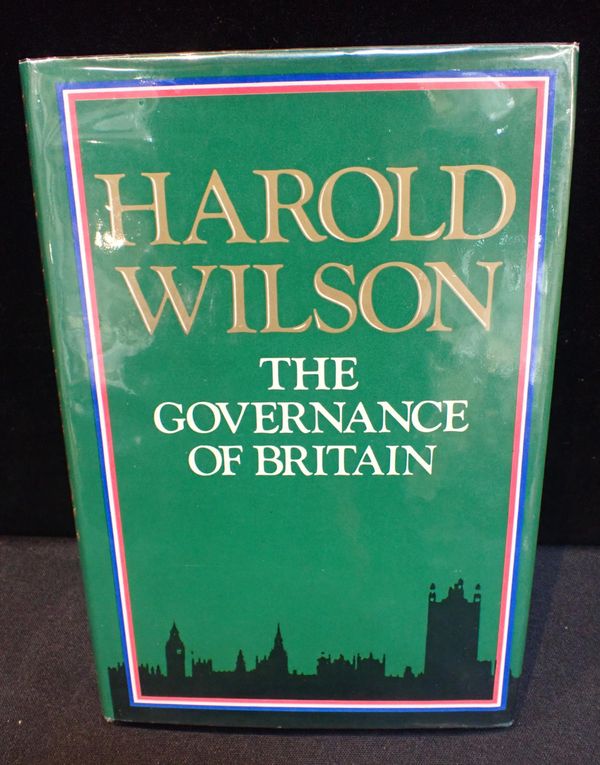 HAROLD
WILSON
THE
GOVERNANCE
OF BRITAIN